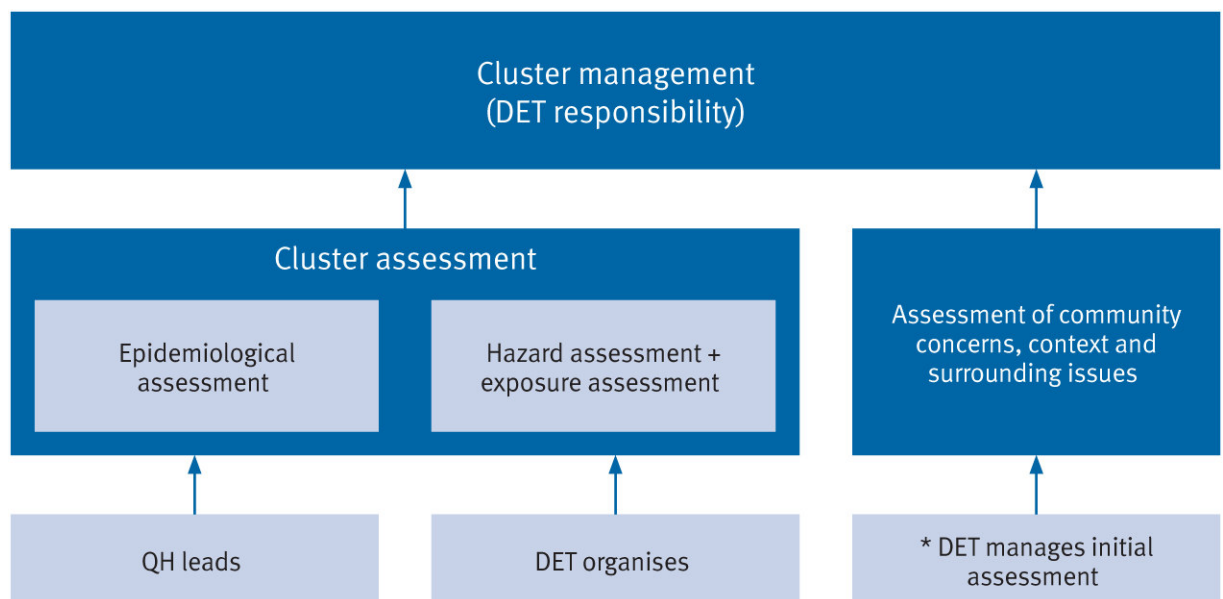 Cluster management
(DET responsibility)
Cluster assessment
Epidemiological
assessment
Hazard assessment +
exposure assessment
Assessment of community
concerns, context and
surrounding issues
QH leads
DET organises
* DET manages initial
assessment